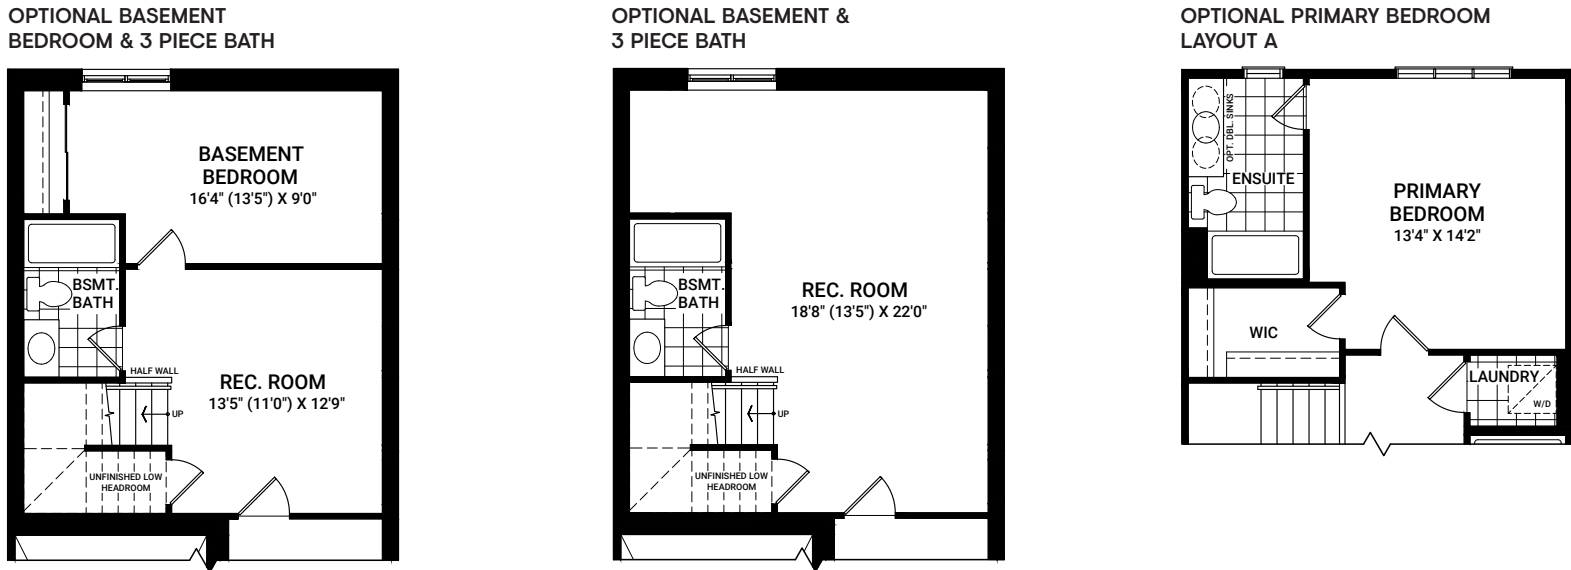 OPTIONAL BASEMENT
BEDROOM & 3 PIECE BATH
BASEMENT
BEDROOM
16'4" (13'5") X 9'0"
BSMT.
BATH
HALF WALL
REC. ROOM
13'5" (11'0") X 12'9"
UP
UNFINISHED LOW
HEADROOM
OPTIONAL BASEMENT &
3 PIECE BATH
BSMT.
BATH
REC. ROOM
18'8" (13'5") X 22'0"
HALF WALL
UP
UNFINISHED LOW
HEADROOM
OPTIONAL PRIMARY BEDROOM
LAYOUT A
OPT. DBL. SINKS
ENSUITE
PRIMARY
BEDROOM
13'4" X 14'2"
WIC
LAUNDRY
W/D